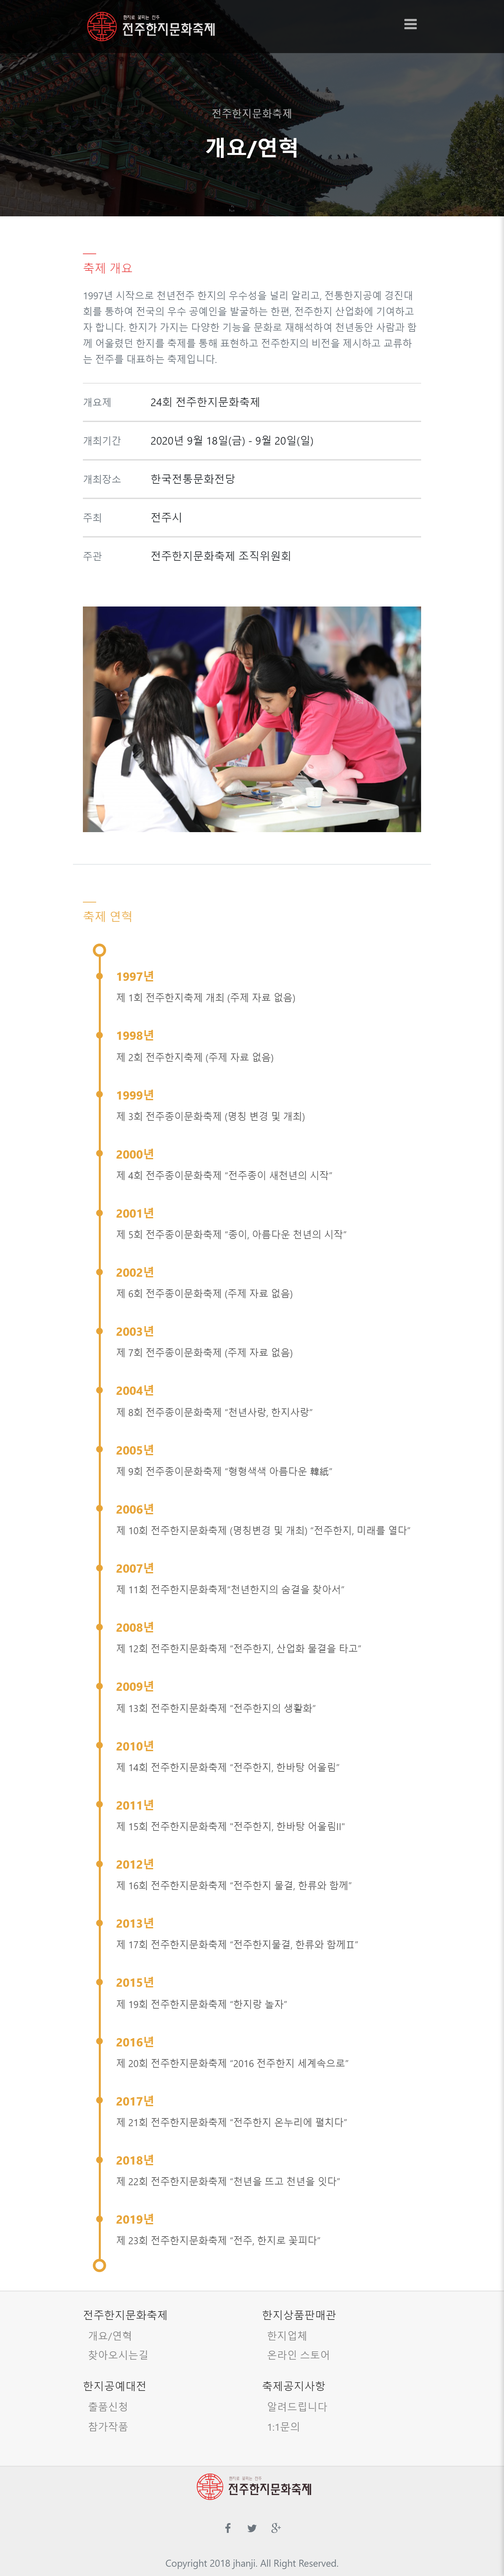 한지로 꽃피는 전주
전주한지문화축제
전주한지문화축제
개요/연혁
축제 개요
1997년 시작으로 천년전주 한지의 우수성을 널리 알리고, 전통한지공예 경진대
회를 통하여 전국의 우수 공예인을 발굴하는 한편, 전주한지 산업화에 기여하고
자 합니다. 한지가 가지는 다양한 기능을 문화로 재해석하여 천년동안 사람과 함
께 어울렸던 한지를 축제를 통해 표현하고 전주한지의 비전을 제시하고 교류하
는 전주를 대표하는 축제입니다.
개요제 24회 전주한지문화축제
개최기간 2020년 9월 18일(금) - 9월 20일(일)
개최장소 한국전통문화전당
주최 전주시
주관 전주한지문화축제 조직위원회
축제 연혁
1997년
제 1회 전주한지축제 개최 (주제 자료 없음)
1998년
제 2회 전주한지축제 (주제 자료 없음)
1999년
제 3회 전주종이문화축제 (명칭 변경 및 개최)
2000년
제 4회 전주종이문화축제 “전주종이 새천년의 시작”
2001년
제 5회 전주종이문화축제 “종이, 아름다운 천년의 시작”
2002년
제 6회 전주종이문화축제 (주제 자료 없음)
2003년
제 7회 전주종이문화축제 (주제 자료 없음)
2004년
제 8회 전주종이문화축제 “천년사랑, 한지사랑”
2005년
제 9회 전주종이문화축제 “형형색색 아름다운 韓紙”
2006년
제 10회 전주한지문화축제 (명칭변경 및 개최) “전주한지, 미래를 열다”
2007년
제 11회 전주한지문화축제“천년한지의 숨결을 찾아서”
2008년
제 12회 전주한지문화축제 “전주한지, 산업화 물결을 타고”
2009년
제 13회 전주한지문화축제 “전주한지의 생활화”
2010년
제 14회 전주한지문화축제 “전주한지, 한바탕 어울림”
2011년
제 15회 전주한지문화축제 “전주한지, 한바탕 어울림II”
2012년
제 16회 전주한지문화축제 “전주한지 물결, 한류와 함께”
2013년
제 17회 전주한지문화축제 “전주한지물결, 한류와 함께Ⅱ”
2015년
제 19회 전주한지문화축제 “한지랑 놀자”
2016년
제 20회 전주한지문화축제 “2016 전주한지 세계속으로”
2017년
제 21회 전주한지문화축제 “전주한지 온누리에 펼치다”
2018년
제 22회 전주한지문화축제 “천년을 뜨고 천년을 잇다”
2019년
제 23회 전주한지문화축제 “전주, 한지로 꽃피다”
전주한지문화축제
개요/연혁
찾아오시는길
한지상품판매관
한지업체
온라인 스토어
한지공예대전
출품신청
참가작품
축제공지사항
알려드립니다
1:1문의
한지로 꽃피는 전주
전주한지문화축제
Copyright 2018 jhanji. All Right Reserved.